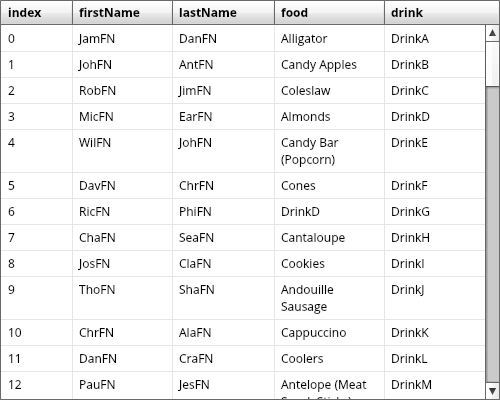 index firstName lastName food drink
0 JamFN DanFN Alligator DrinkA
1 JohFN AntFN Candy Apples DrinkB
2 RobFN JimFN Coleslaw DrinkC
3 MicFN EarFN Almonds DrinkD
4 WilFN JohFN Candy Bar DrinkE
(Popcorn)
5 DavFN ChrFN Cones DrinkF
6 RicFN PhiFN DrinkD DrinkG
7 ChaFN SeaFN Cantaloupe DrinkH
8 JosFN ClaFN Cookies DrinkI
9 ThoFN ShaFN Andouille DrinkJ
Sausage
10 ChrFN AlaFN Cappuccino DrinkK
11 DanFN CraFN Coolers DrinkL
12 PauFN JesFN Antelope (Meat DrinkM